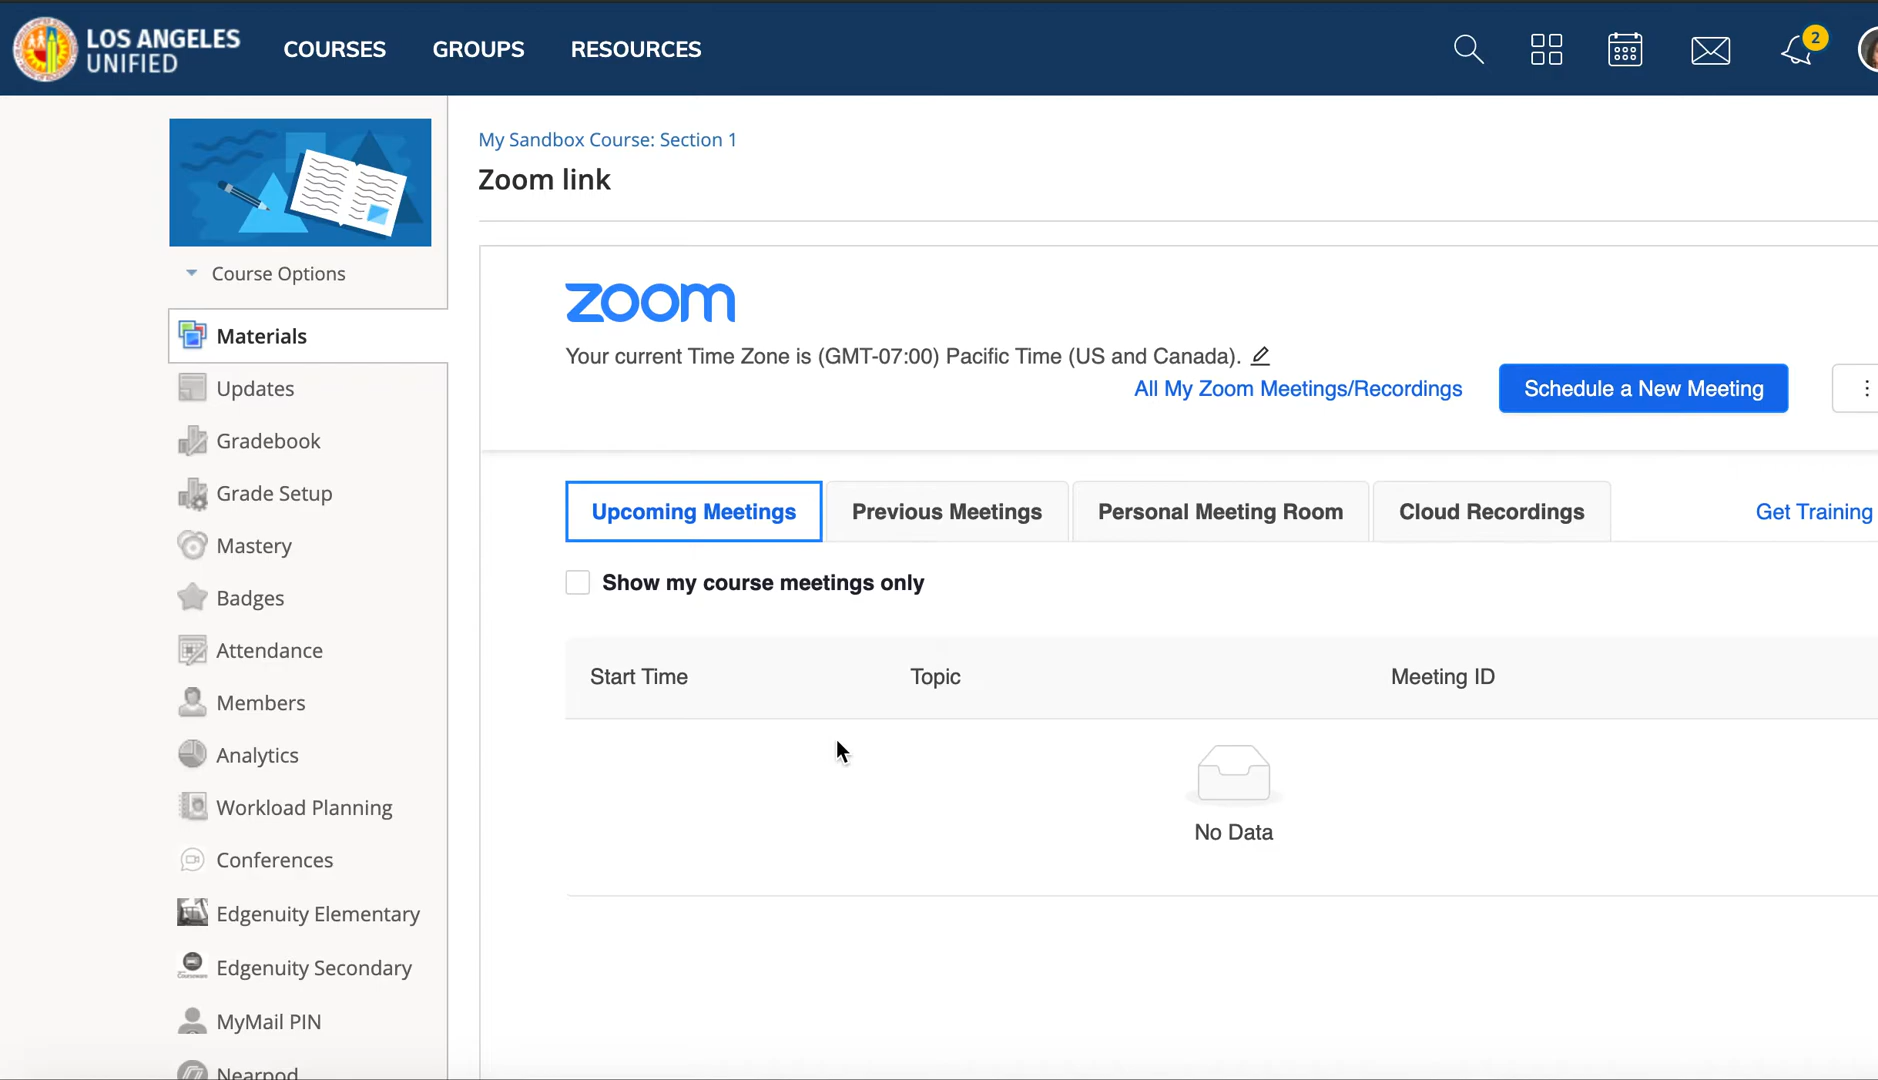 LOS ANGELES
UNIFIED
COURSES
GROUPS
RESOURCES
2
My Sandbox Course: Section 1
Zoom link
Course Options
Materials
Updates
Gradebook
Grade Setup
Mastery
Badges
Attendance
Members
Analytics
Workload Planning
Conferences
Edgenuity Elementary
Edgenuity Secondary
MyMail PIN
Nearpod
zoom
Your current Time Zone is (GMT-07:00) Pacific Time (US and Canada).
All My Zoom Meetings/Recordings
Schedule a New Meeting
Upcoming Meetings
Previous Meetings
Personal Meeting Room
Cloud Recordings
Get Training
Show my course meetings only
Start Time
Topic
Meeting ID
No Data